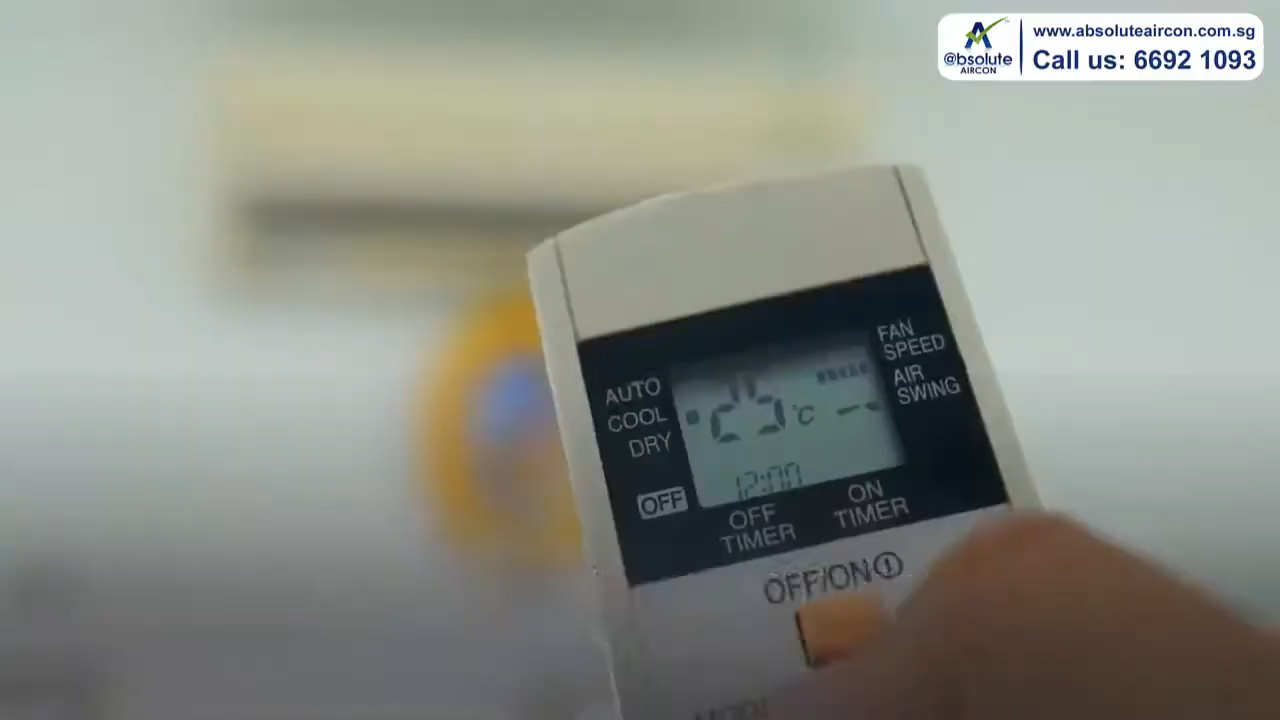 @bsolute
AIRCON
www.absoluteaircon.com.sg
Call us: 6692 1093
FAN
SPEED
AIR
SWING
AUTO
COOL
DRY
OFF
25°C
12:00
OFF
TIMER
ON
TIMER
OFF/ON